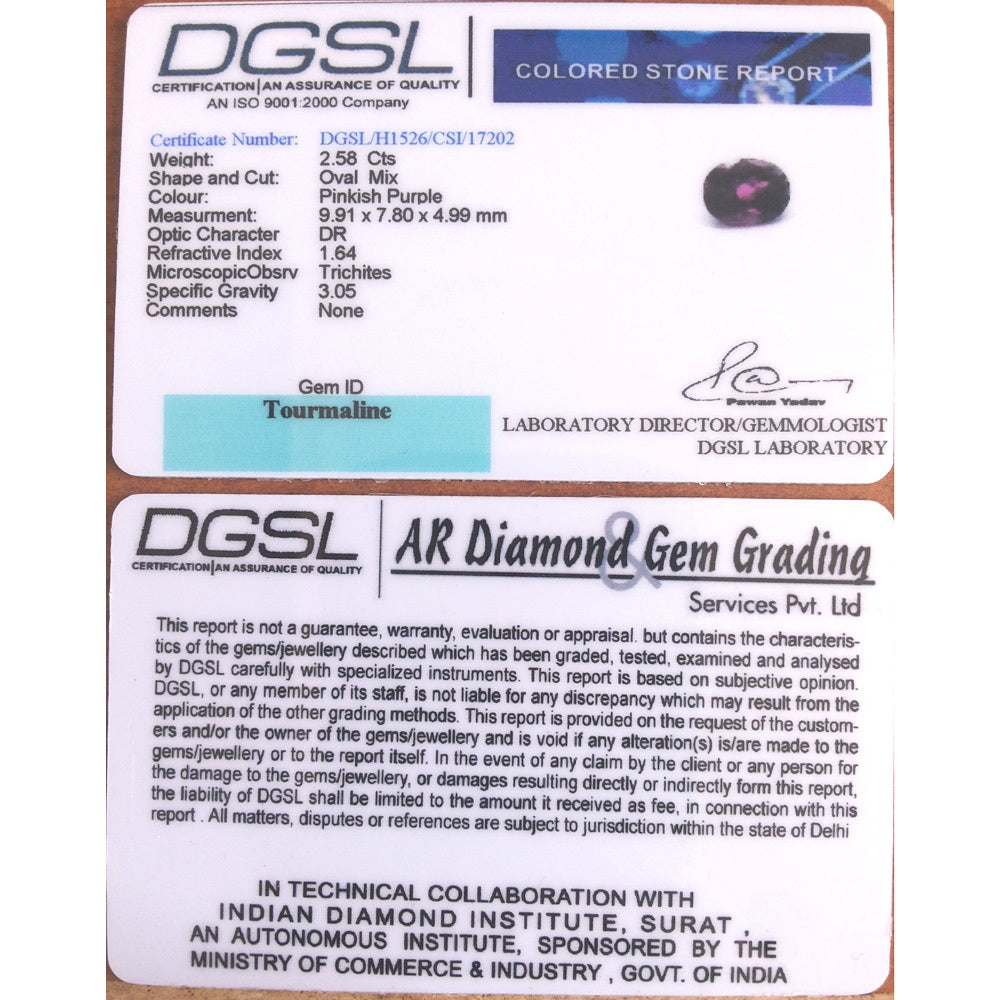 DGSL
CERTIFICATION|AN ASSURANCE OF QUALITY
AN ISO 9001:2000 Company
COLORED STONE REPORT
Certificate Number: DGSL/H1526/CSI/17202
Weight: 2.58 Cts
Shape and Cut: Oval Mix
Colour: Pinkish Purple
Measurment: 9.91 x 7.80 x 4.99 mm
Optic Character DR
Refractive Index 1.64
MicroscopicObsrv Trichites
Specific Gravity 3.05
Comments None
Gem ID
Tourmaline
Pawan Yadav
LABORATORY DIRECTOR/GEMMOLOGIST
DGSL LABORATORY
DGSL
CERTIFICATION|AN ASSURANCE OF QUALITY
AR Diamond & Gem Grading
Services Pvt. Ltd
This report is not a guarantee, warranty, evaluation or appraisal. but contains the characteris-
tics of the gems/jewellery described which has been graded, tested, examined and analysed
by DGSL carefully with specialized instruments. This report is based on subjective opinion.
DGSL, or any member of its staff, is not liable for any discrepancy which may result from the
application of the other grading methods. This report is provided on the request of the custom-
ers and/or the owner of the gems/jewellery and is void if any alteration(s) is/are made to the
gems/jewellery or to the report itself. In the event of any claim by the client or any person for
the damage to the gems/jewellery, or damages resulting directly or indirectly form this report,
the liability of DGSL shall be limited to the amount it received as fee, in connection with this
report . All matters, disputes or references are subject to jurisdiction within the state of Delhi
IN TECHNICAL COLLABORATION WITH
INDIAN DIAMOND INSTITUTE, SURAT ,
AN AUTONOMOUS INSTITUTE, SPONSORED BY THE
MINISTRY OF COMMERCE & INDUSTRY , GOVT. OF INDIA